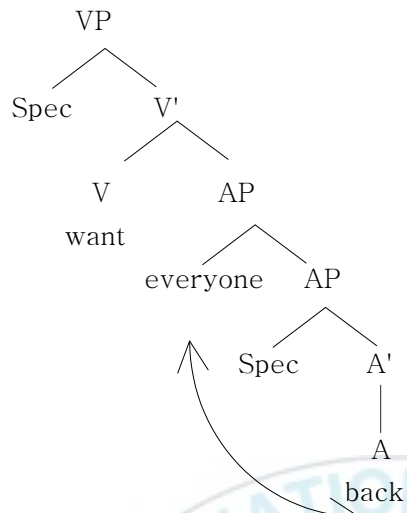 VP
Spec V'
V AP
want
everyone AP
Spec A'
A
back